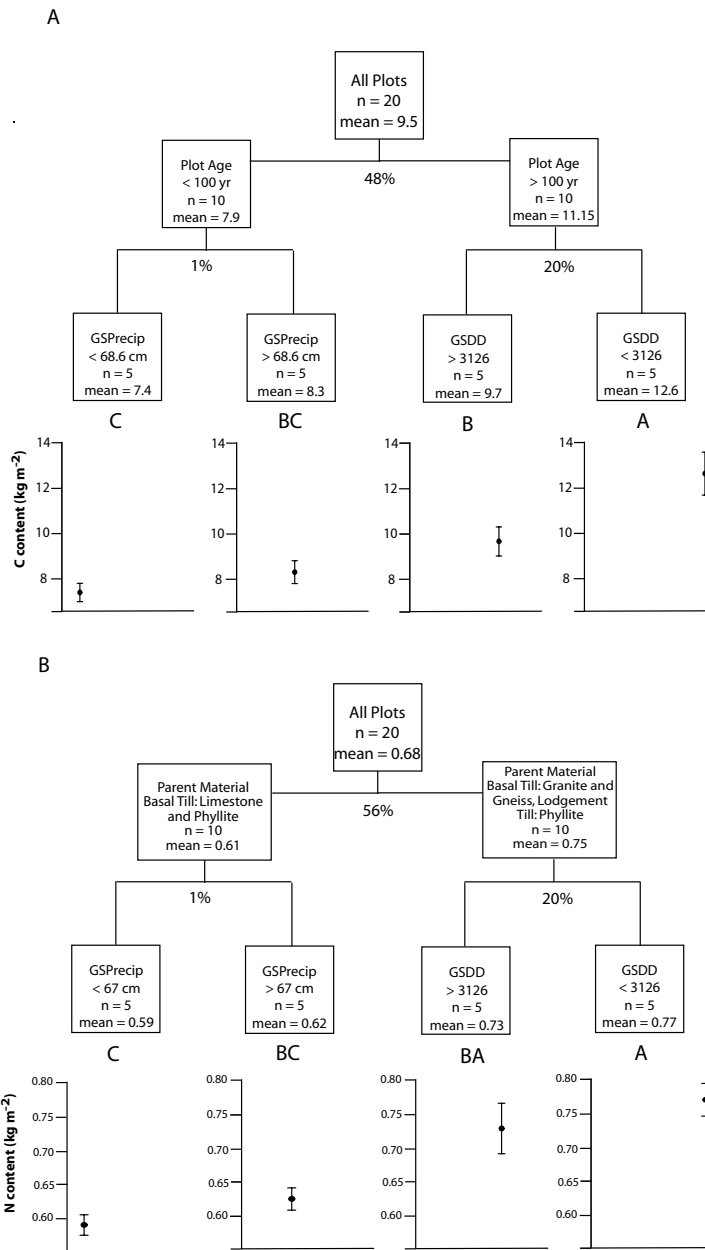 A
All Plots
n = 20
mean = 9.5
Plot Age
< 100 yr
n = 10
mean = 7.9
48%
Plot Age
> 100 yr
n = 10
mean = 11.15
1%
20%
GSPrecip
< 68.6 cm
n = 5
mean = 7.4
GSPrecip
> 68.6 cm
n = 5
mean = 8.3
GSDD
> 3126
n = 5
mean = 9.7
GSDD
< 3126
n = 5
mean = 12.6
C
BC
B
A
C content (kg m⁻²)
14
12
10
8
14
12
10
8
14
12
10
8
14
12
10
8
B
All Plots
n = 20
mean = 0.68
Parent Material
Basal Till: Limestone
and Phyllite
n = 10
mean = 0.61
56%
Parent Material
Basal Till: Granite and
Gneiss, Lodgement
Till: Phyllite
n = 10
mean = 0.75
1%
20%
GSPrecip
< 67 cm
n = 5
mean = 0.59
GSPrecip
> 67 cm
n = 5
mean = 0.62
GSDD
> 3126
n = 5
mean = 0.73
GSDD
< 3126
n = 5
mean = 0.77
C
BC
BA
A
N content (kg m⁻²)
0.80
0.75
0.70
0.65
0.60
0.80
0.75
0.70
0.65
0.60
0.80
0.75
0.70
0.65
0.60
0.80
0.75
0.70
0.65
0.60